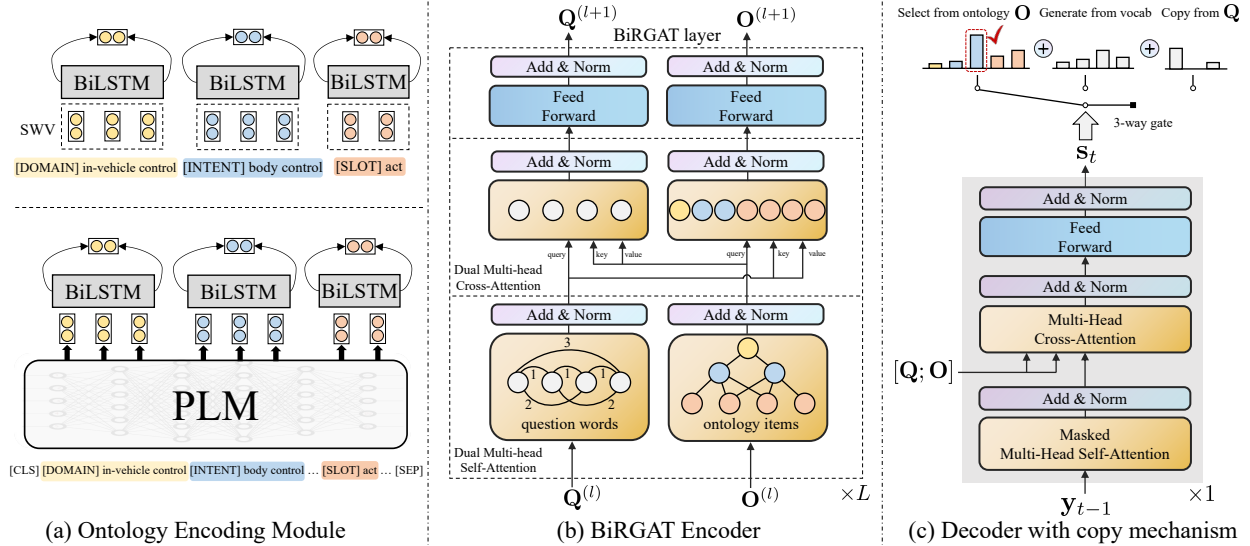 BiLSTM
BiLSTM
BiLSTM
SWV
[DOMAIN] in-vehicle control
[INTENT] body control
[SLOT] act
BiLSTM
BiLSTM
BiLSTM
PLM
[CLS] [DOMAIN] in-vehicle control [INTENT] body control ... [SLOT] act ... [SEP]
(a) Ontology Encoding Module
Q^(l+1)
O^(l+1)
BiRGAT layer
Add & Norm
Add & Norm
Feed
Forward
Feed
Forward
Add & Norm
Add & Norm
query
key
value
query
key
value
Dual Multi-head
Cross-Attention
Add & Norm
Add & Norm
3
1
1
1
2
2
question words
ontology items
Dual Multi-head
Self-Attention
Q^(l)
O^(l)
×L
(b) BiRGAT Encoder
Select from ontology O
Generate from vocab
Copy from Q
+
+
3-way gate
s_t
Add & Norm
Feed
Forward
Add & Norm
Multi-Head
Cross-Attention
[Q; O]
Add & Norm
Masked
Multi-Head Self-Attention
×1
y_{t−1}
(c) Decoder with copy mechanism